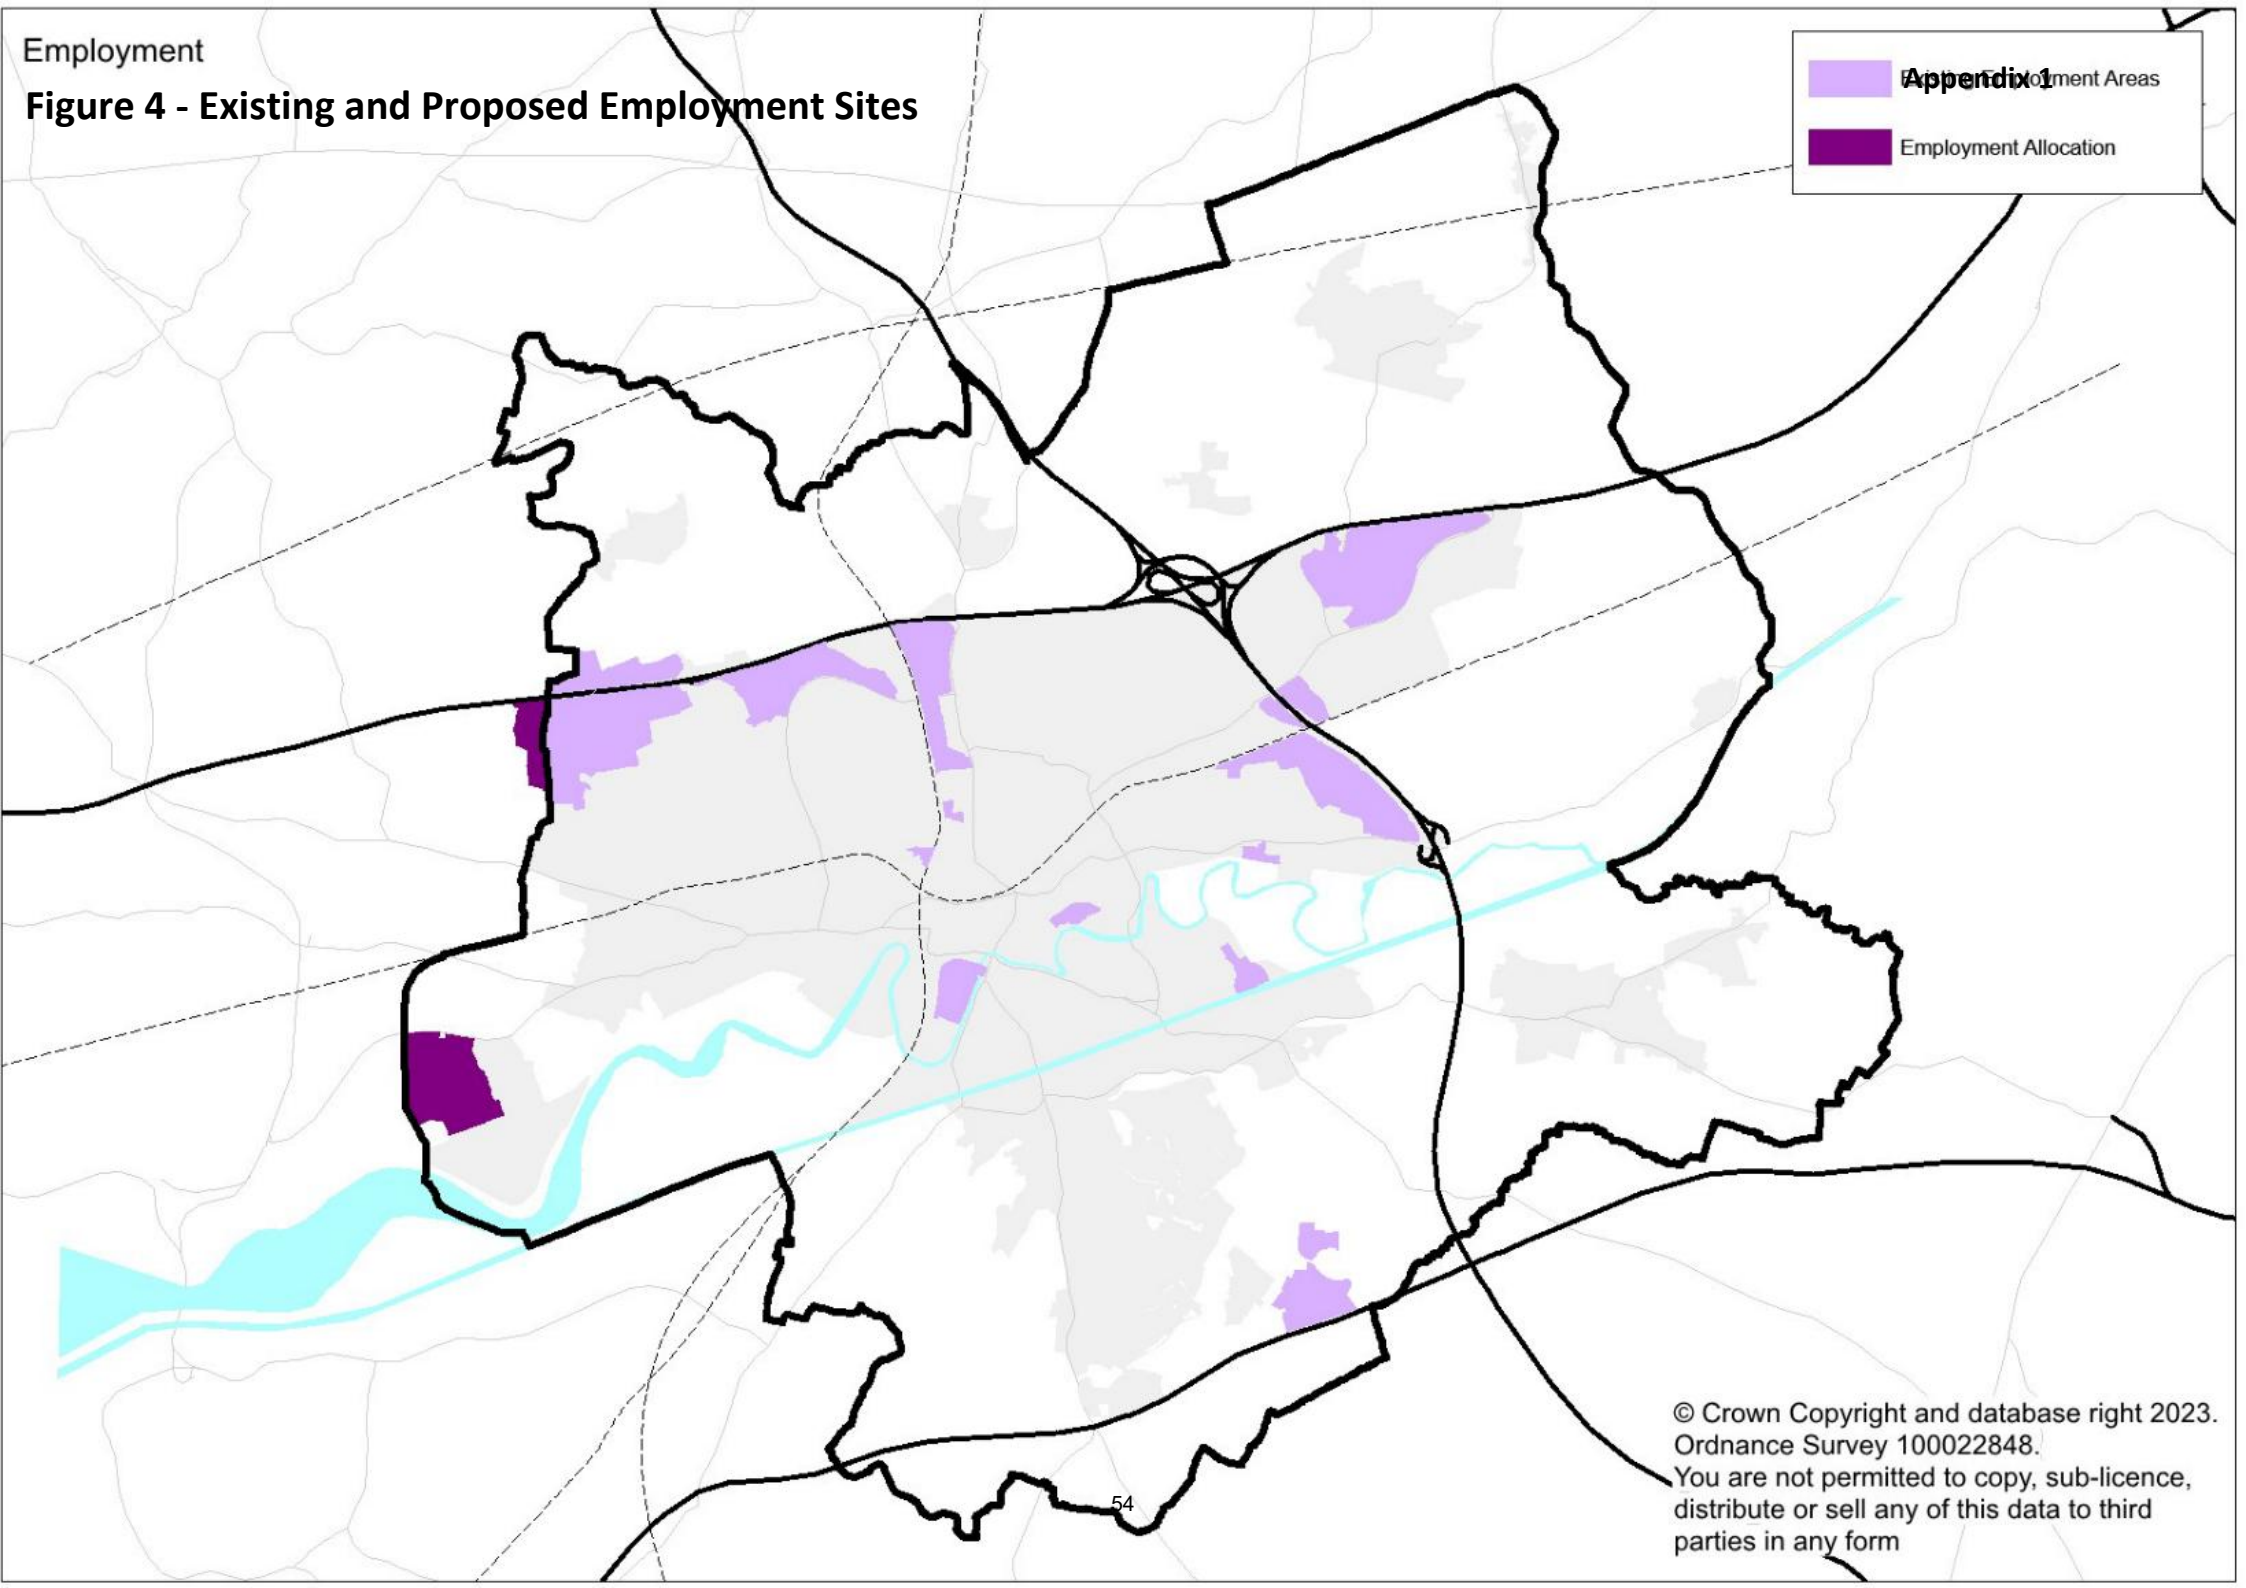 Employment
Figure 4 - Existing and Proposed Employment Sites
Appendix 1
Existing Employment Areas
Employment Allocation
© Crown Copyright and database right 2023.
Ordnance Survey 100022848.
You are not permitted to copy, sub-licence,
distribute or sell any of this data to third
parties in any form
54